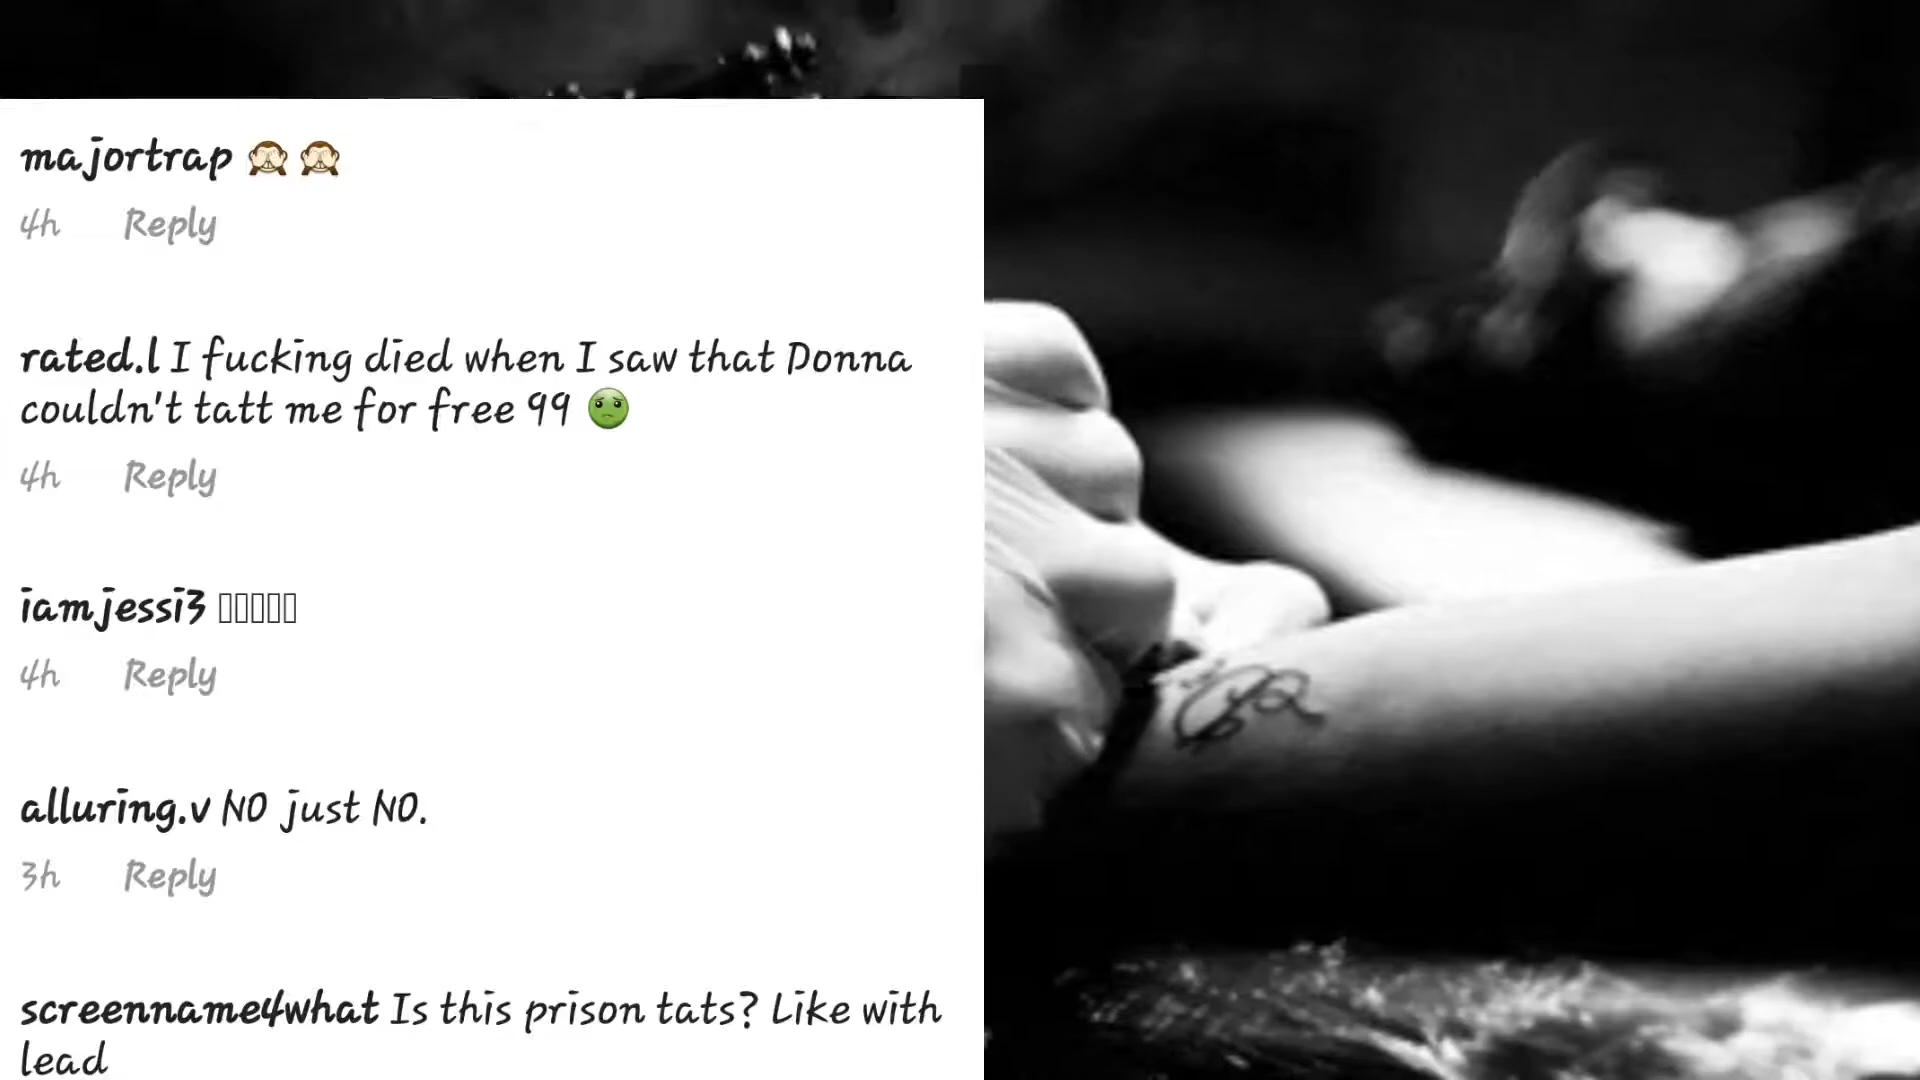 majortrap 🙈🙈
4h Reply
rated.l I fucking died when I saw that Donna
couldn't tatt me for free 99 🤢
4h Reply
iamjessi3
4h Reply
alluring.v NO just NO.
3h Reply
screenname4what Is this prison tats? Like with
lead